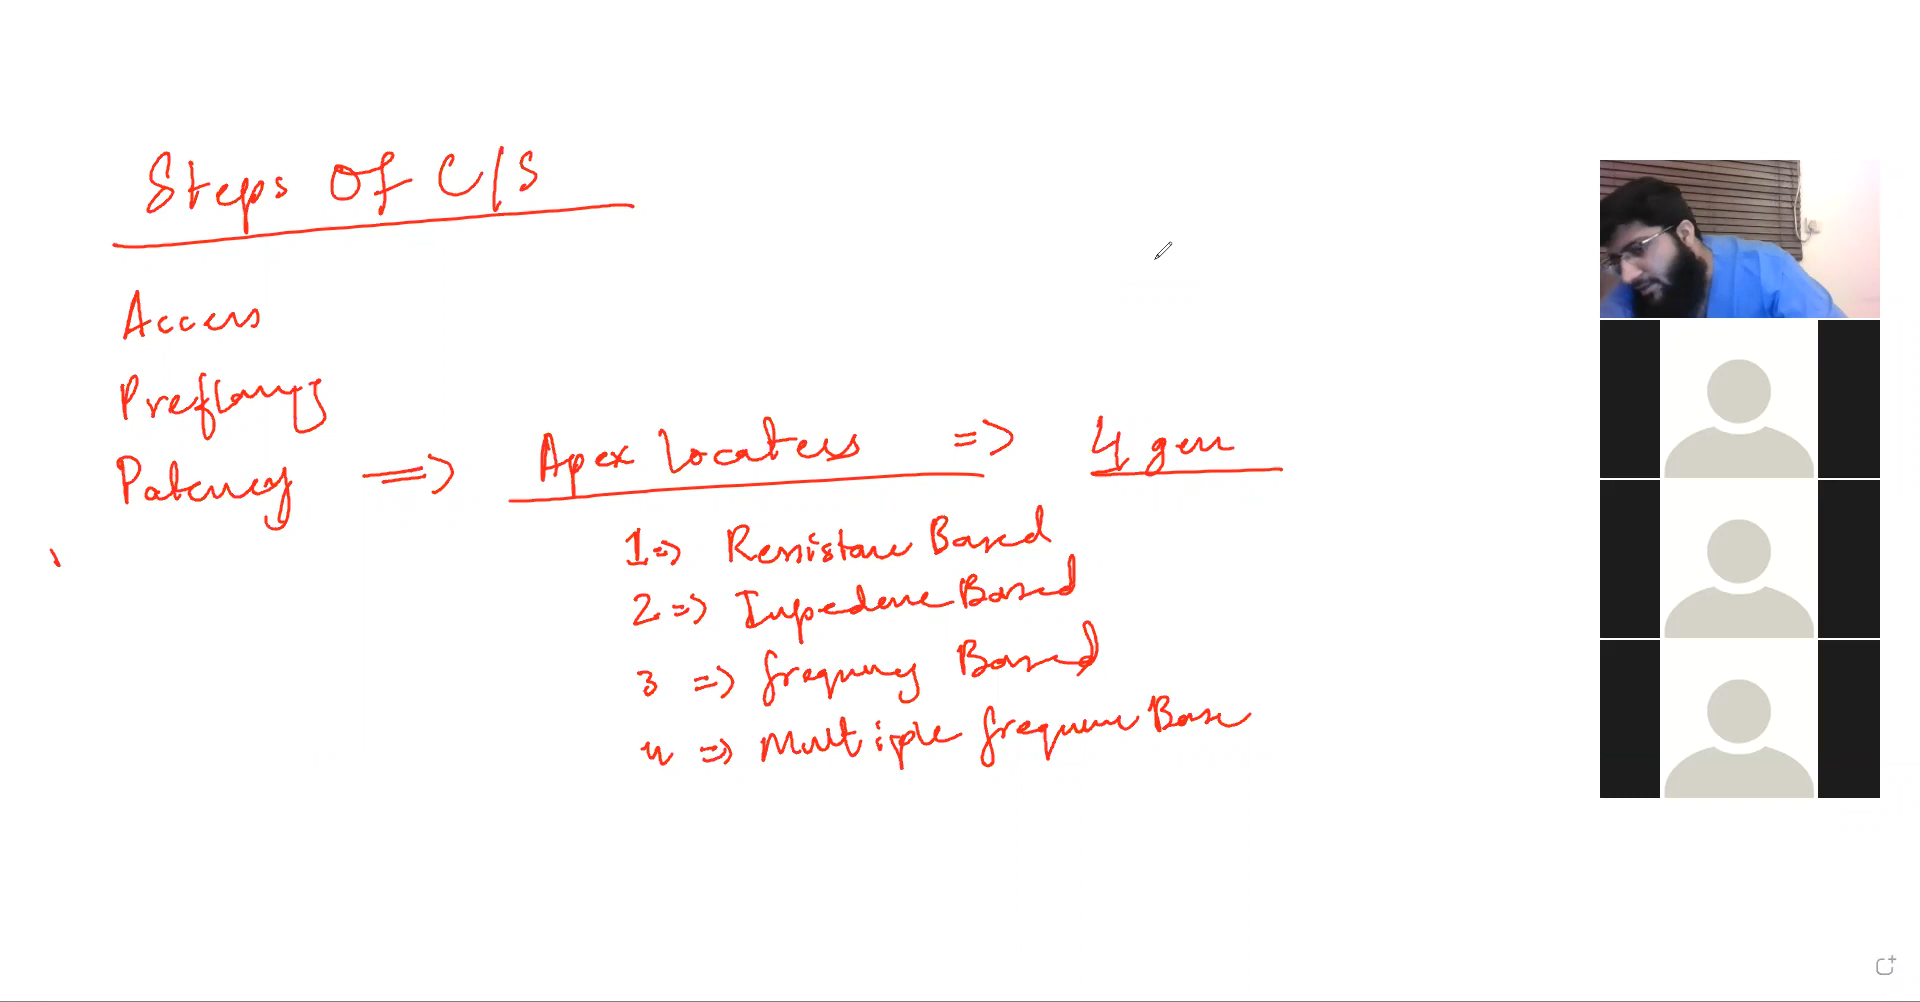 Steps Of C/S
Access
Preflaring
Patency => Apex Locaters => 4 gen
1=> Resistance Based
2=> Impedence Based
3 => frequency Based
4 => Multiple frequence Base